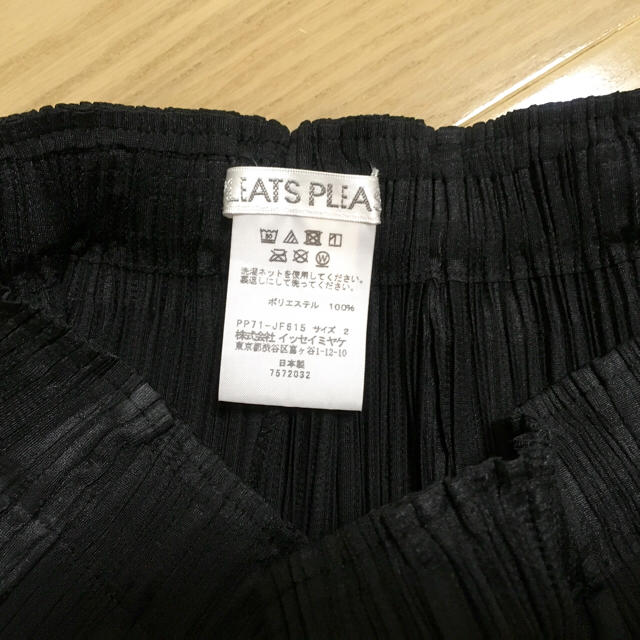 LEATS PLEAS
洗濯ネットを使用してください。
裏返しにして洗ってください。
ポリエステル 100%
PP71-JF615 サイズ 2
株式会社 イッセイミヤケ
東京都渋谷区富ヶ谷1-12-10
日本製
7572032